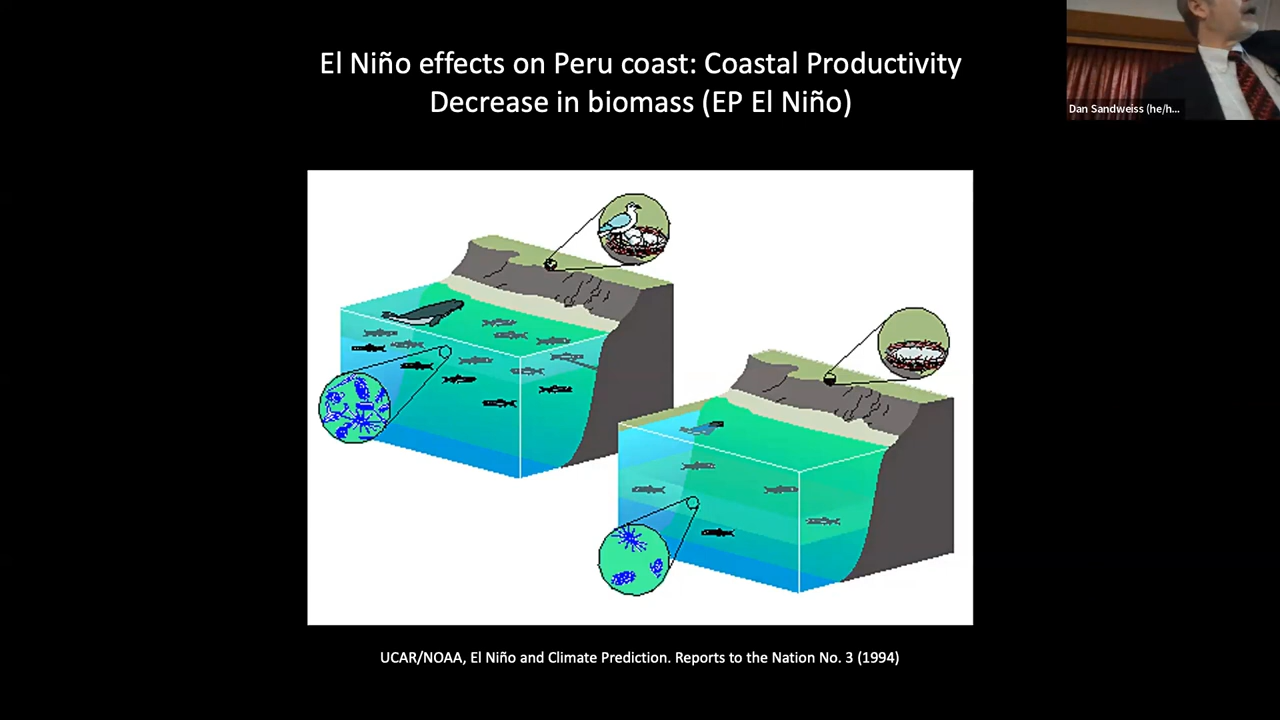 El Niño effects on Peru coast: Coastal Productivity
Decrease in biomass (EP El Niño)
Dan Sandweiss (he/h...
UCAR/NOAA, El Niño and Climate Prediction. Reports to the Nation No. 3 (1994)